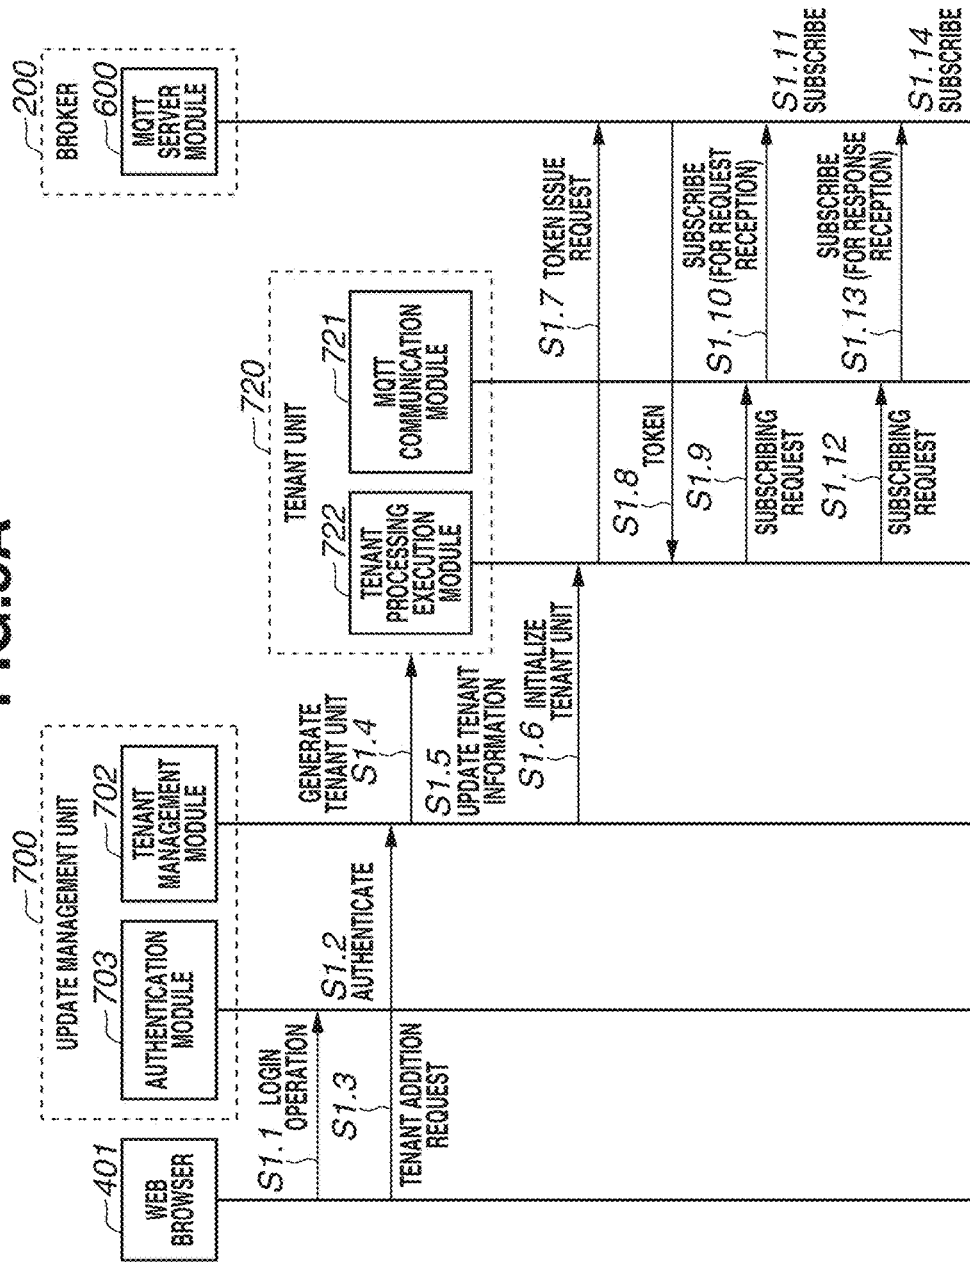 700
200
UPDATE MANAGEMENT UNIT
BROKER
401
703
702
600
WEB
BROWSER
AUTHENTICATION
MODULE
TENANT
MANAGEMENT
MODULE
MQTT
SERVER
MODULE
720
TENANT UNIT
722
721
TENANT
PROCESSING
EXECUTION
MODULE
MQTT
COMMUNICATION
MODULE
S1.1 LOGIN
OPERATION
S1.2
AUTHENTICATE
S1.3
TENANT ADDITION
REQUEST
GENERATE
TENANT UNIT
S1.4
S1.5
UPDATE TENANT
INFORMATION
S1.6 INITIALIZE
TENANT UNIT
S1.7 TOKEN ISSUE
REQUEST
S1.8
TOKEN
S1.9
SUBSCRIBING
REQUEST
SUBSCRIBE
S1.10 (FOR REQUEST
RECEPTION)
S1.11
SUBSCRIBE
S1.12
SUBSCRIBING
REQUEST
SUBSCRIBE
S1.13 (FOR RESPONSE
RECEPTION)
S1.14
SUBSCRIBE